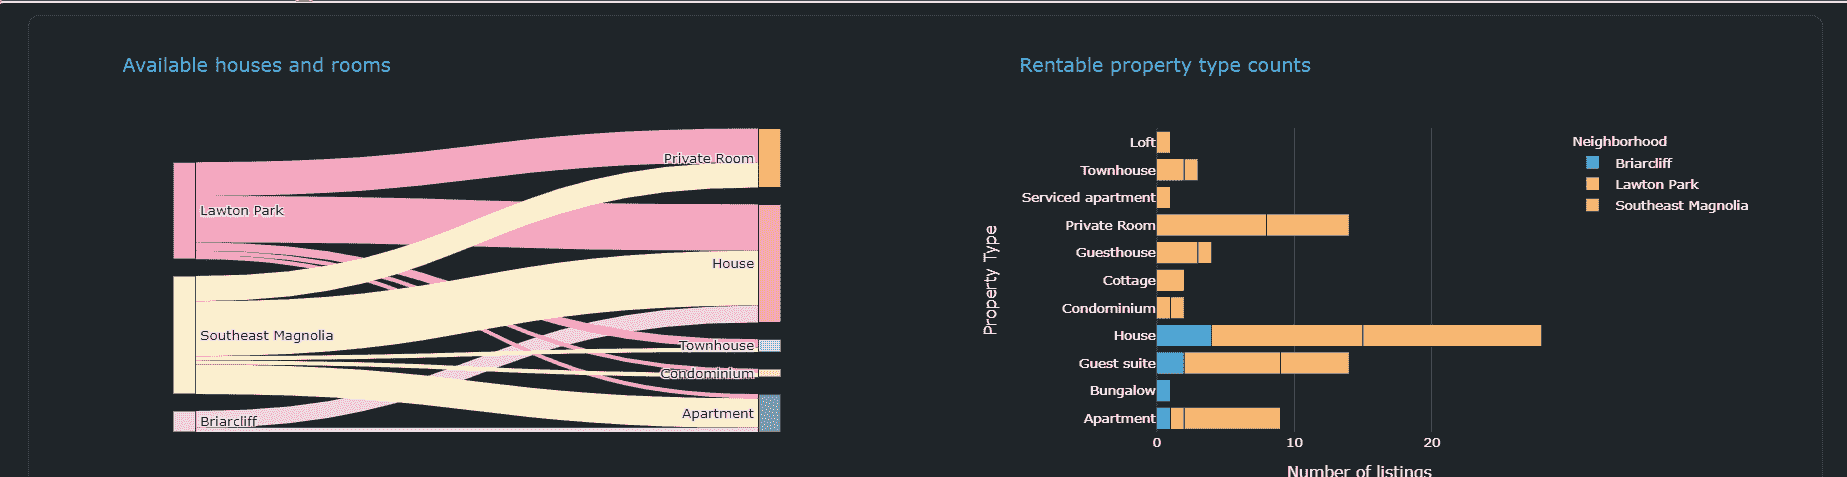 Available houses and rooms
Private Room
Lawton Park
House
Southeast Magnolia
Townhouse
Condominium
Apartment
Briarcliff
Rentable property type counts
Property Type
Loft
Townhouse
Serviced apartment
Private Room
Guesthouse
Cottage
Condominium
House
Guest suite
Bungalow
Apartment
0 10 20
Number of listings
Neighborhood
Briarcliff
Lawton Park
Southeast Magnolia